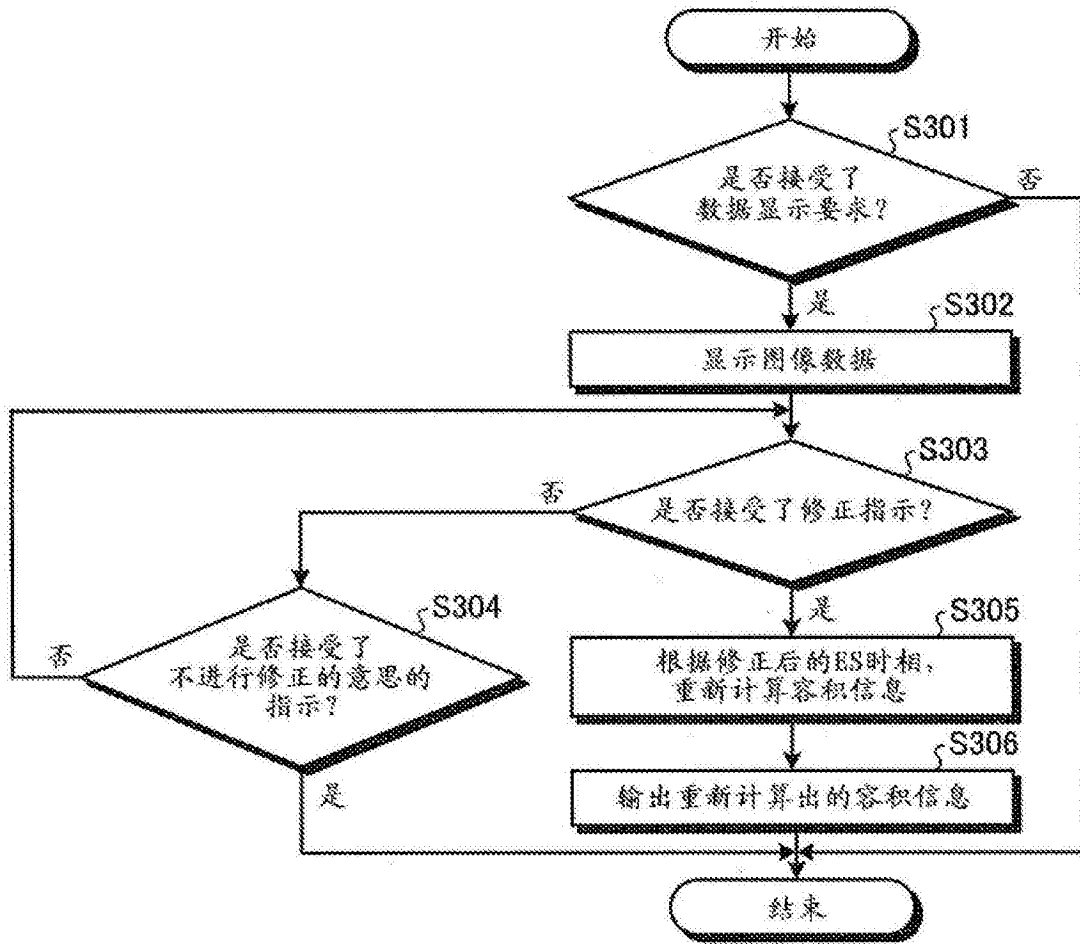 开始
S301
是否接受了
数据显示要求?
否
是
S302
显示图像数据
S303
否
是否接受了修正指示?
是
S304
是否接受了
不进行修正的意思的
指示?
否
是
S305
根据修正后的ES时相,
重新计算容积信息
S306
输出重新计算出的容积信息
结束